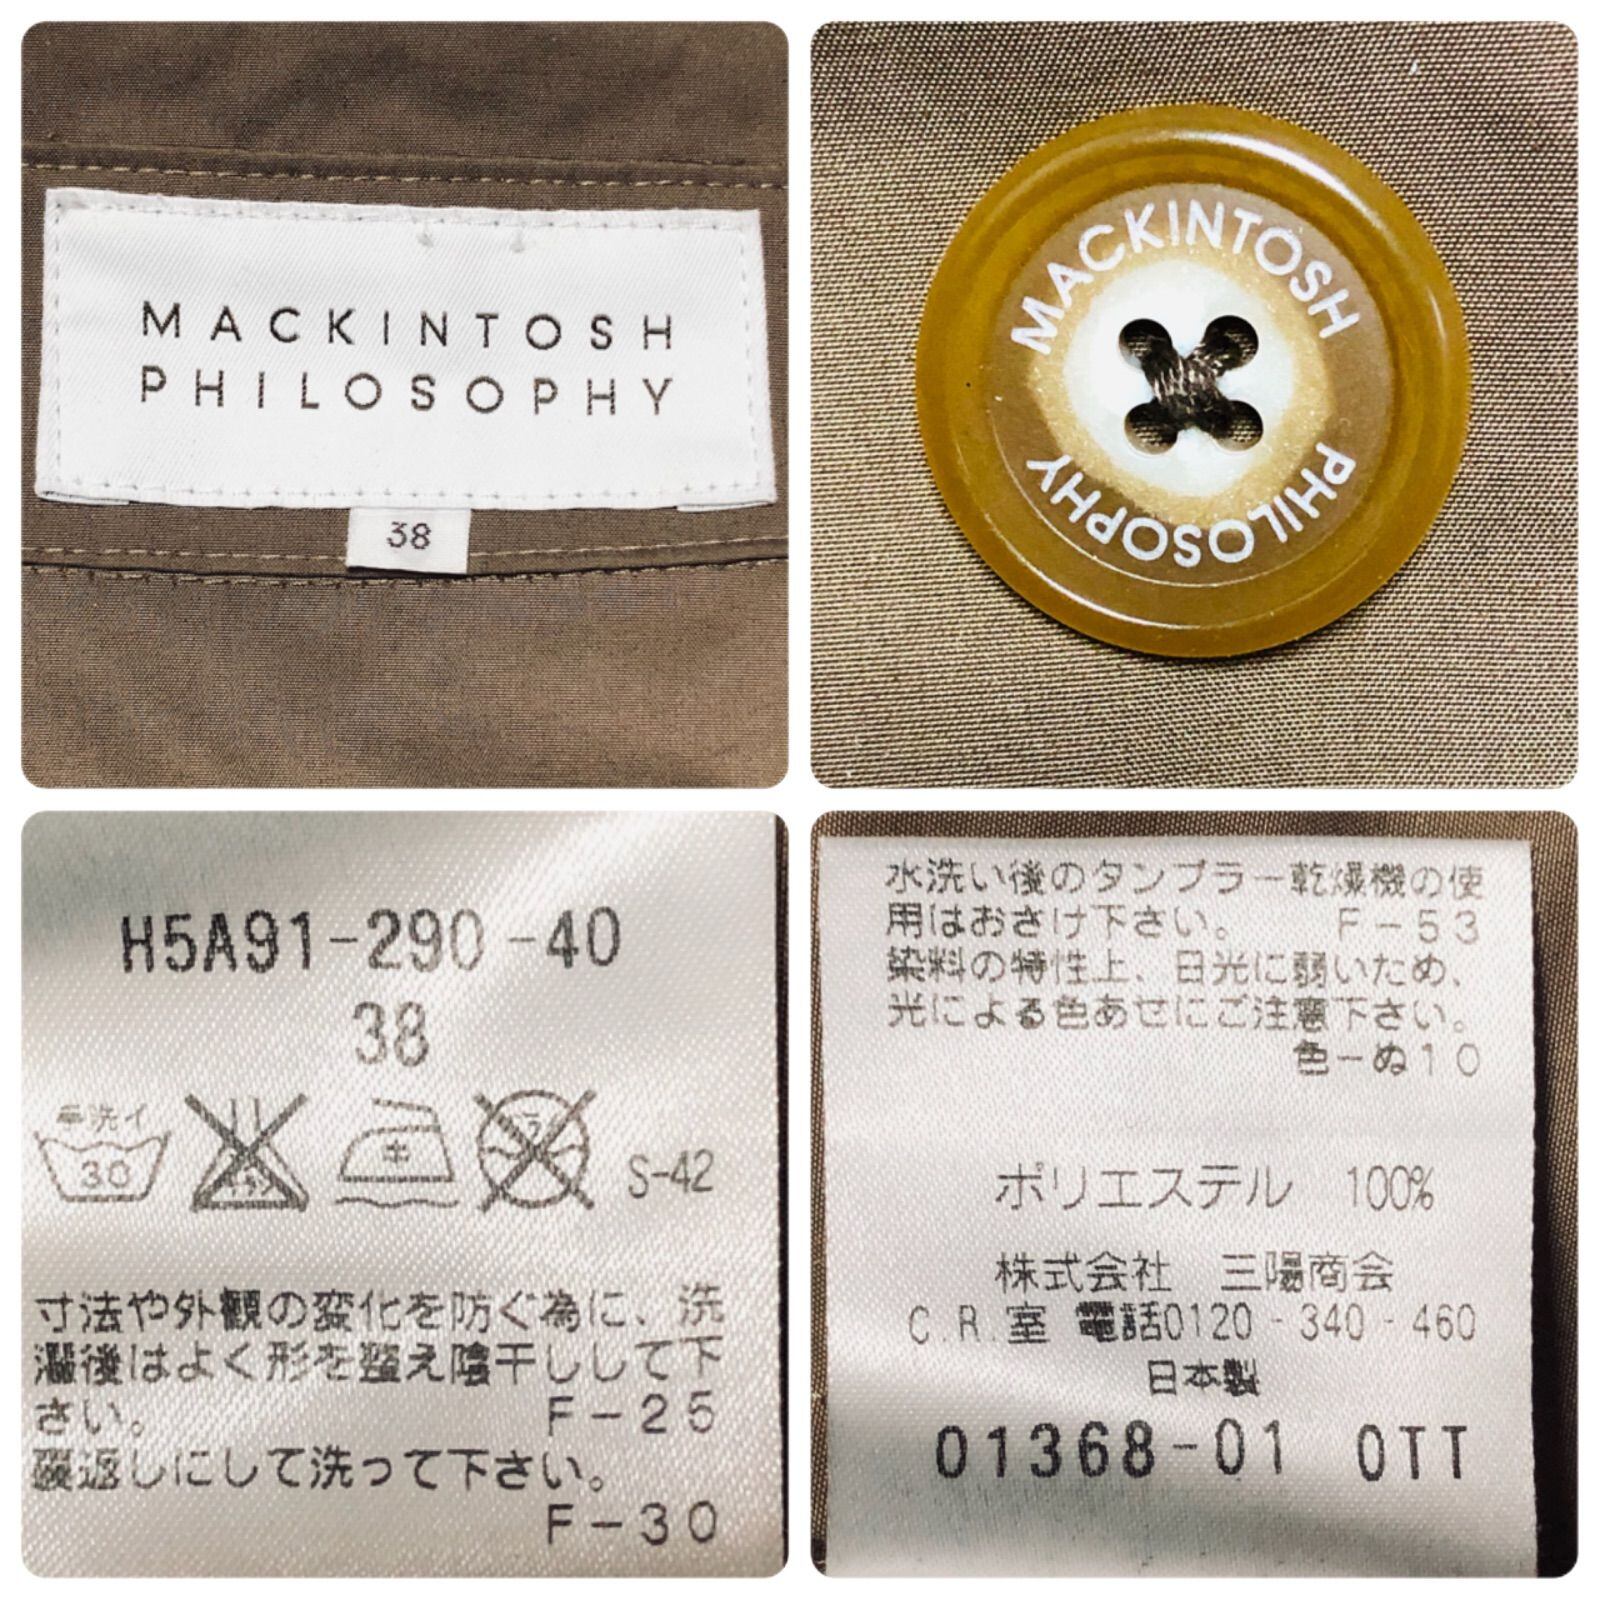 MACKINTOSH
PHILOSOPHY
38
MACKINTOSH
PHILOSOPHY
H5A91-290-40
38
手洗イ
30
中
S-42
寸法や外観の変化を防ぐ為に、洗
濯後はよく形を整え陰干しして下
さい。 F-25
裏返しにして洗って下さい。
F-30
水洗い後のタンブラー乾燥機の使
用はおさけ下さい。 F-53
染料の特性上、日光に弱いため、
光による色あせにご注意下さい。
色-ぬ10
ポリエステル 100%
株式会社 三陽商会
C.R.室 電話0120-340-460
日本製
01368-01 0TT